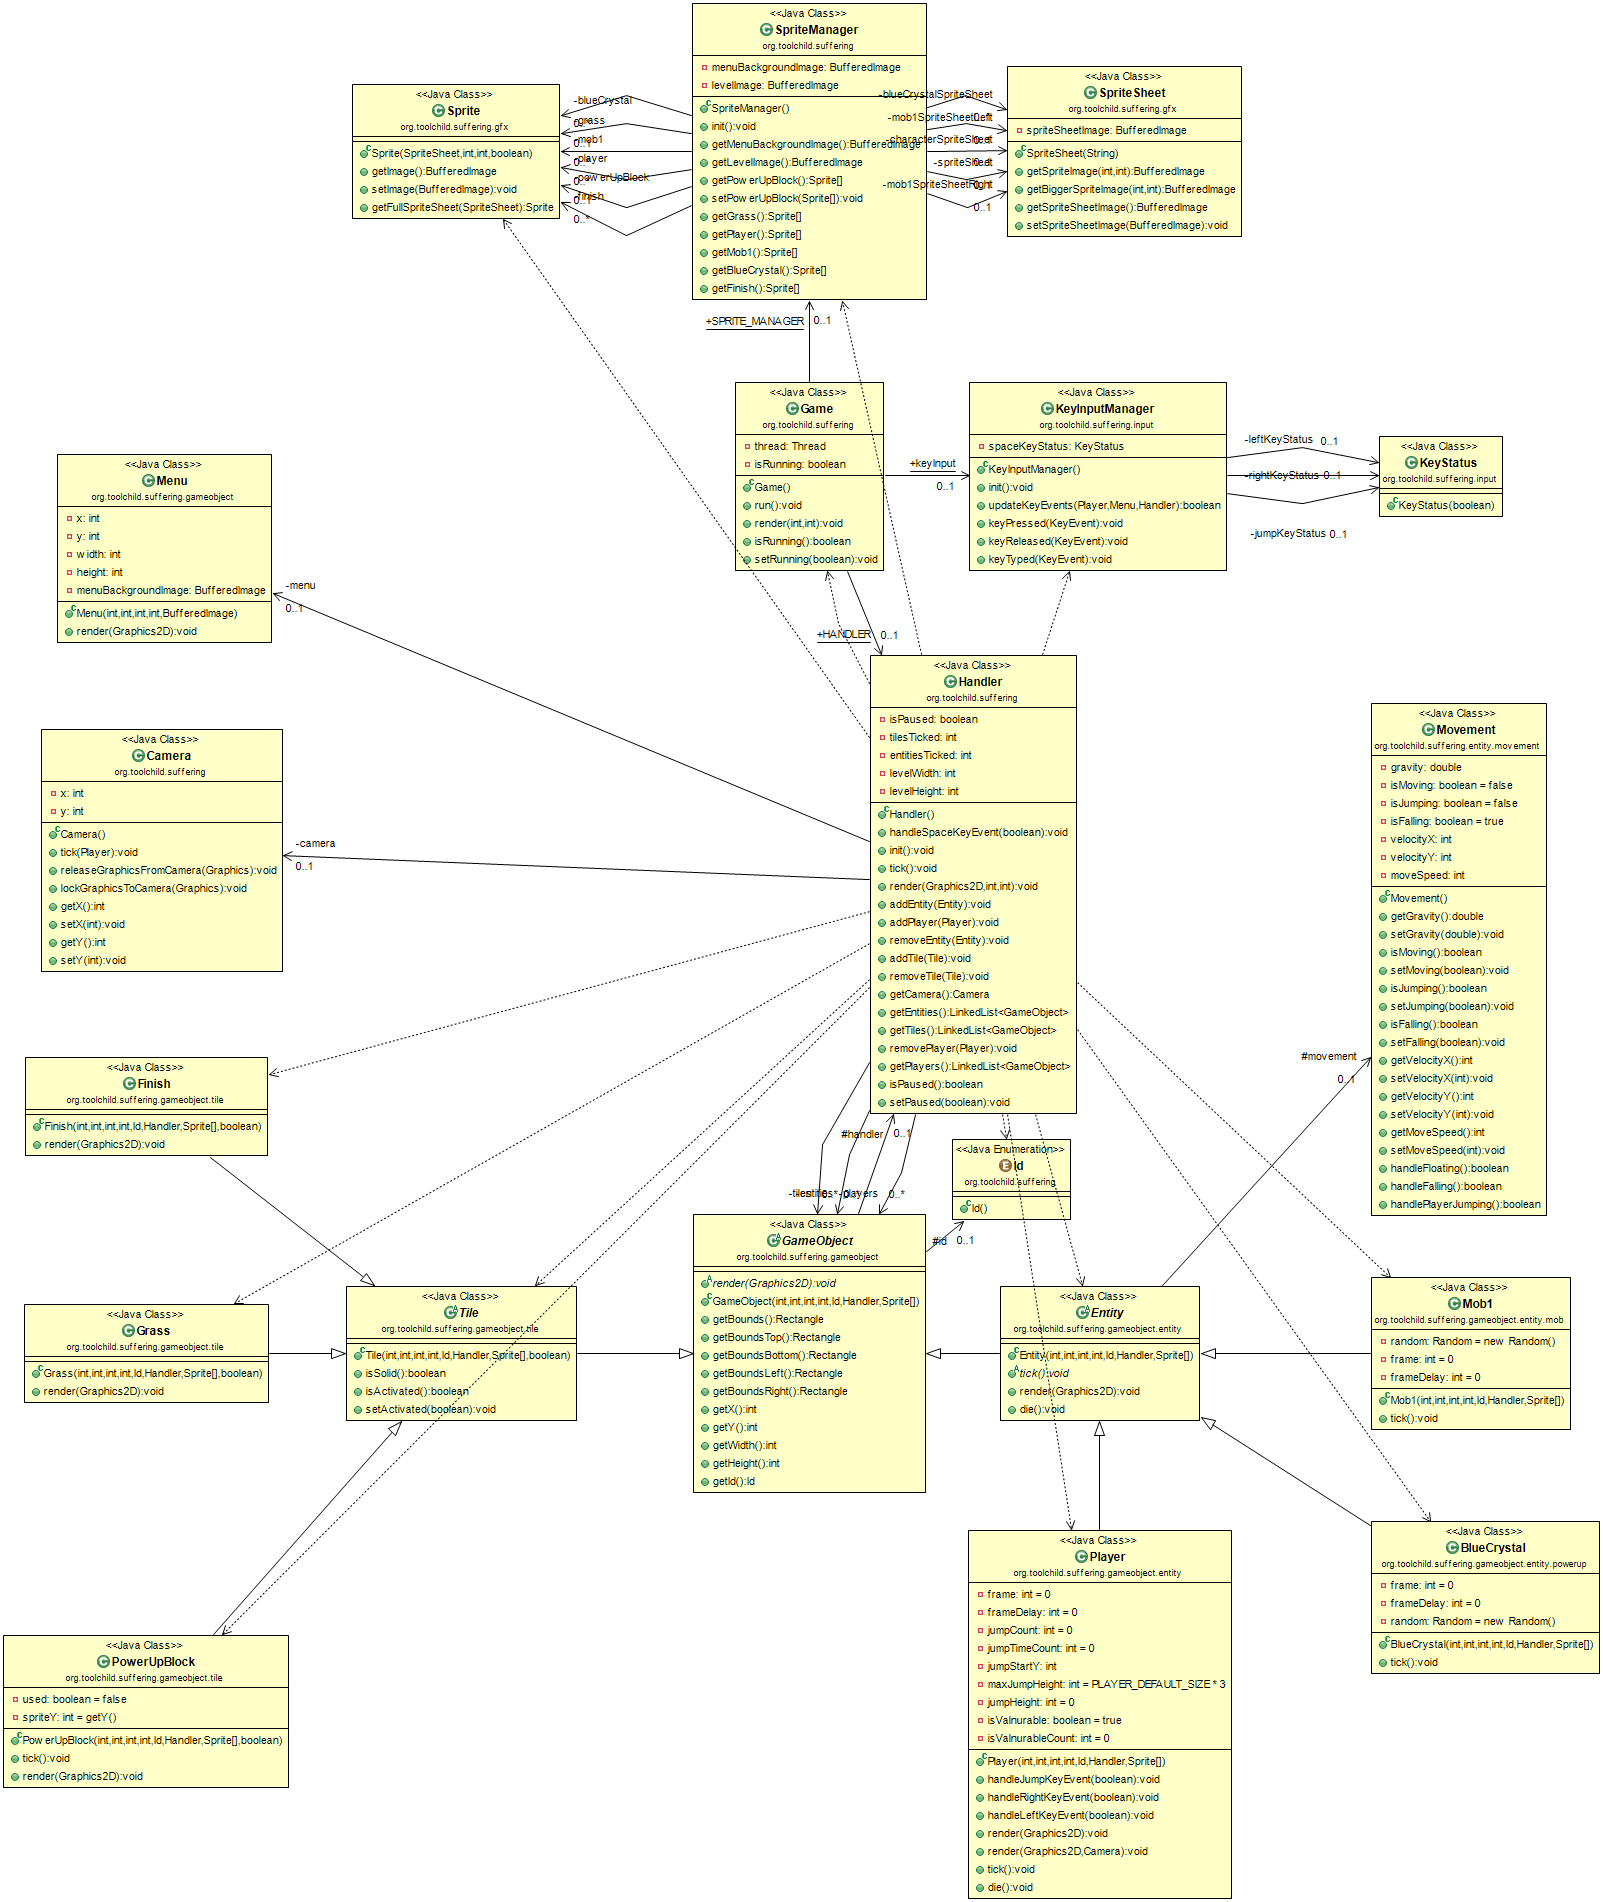 <<Java Class>>
SpriteManager
org.toolchild.suffering
menuBackgroundImage: BufferedImage
levelImage: BufferedImage
SpriteManager()
init():void
getMenuBackgroundImage():BufferedImage
getLevelImage():BufferedImage
getPowerUpBlock():Sprite[]
setPowerUpBlock(Sprite[]):void
getGrass():Sprite[]
getPlayer():Sprite[]
getMob1():Sprite[]
getBlueCrystal():Sprite[]
getFinish():Sprite[]
<<Java Class>>
Sprite
org.toolchild.suffering.gfx
Sprite(SpriteSheet,int,int,boolean)
getImage():BufferedImage
setImage(BufferedImage):void
getFullSpriteSheet(SpriteSheet):Sprite
-blueCrystal
-grass
-mob1
-player
-powerUpBlock
-finish
0..*
<<Java Class>>
SpriteSheet
org.toolchild.suffering.gfx
spriteSheetImage: BufferedImage
SpriteSheet(String)
getSpriteImage(int,int):BufferedImage
getBiggerSpriteImage(int,int):BufferedImage
getSpriteSheetImage():BufferedImage
setSpriteSheetImage(BufferedImage):void
-blueCrystalSpriteSheet
-mob1SpriteSheetLeft
-characterSpriteSheet
-spriteSheet
-mob1SpriteSheetRight
0..1
+SPRITE_MANAGER
0..1
<<Java Class>>
Game
org.toolchild.suffering
thread: Thread
isRunning: boolean
Game()
run():void
render(int,int):void
isRunning():boolean
setRunning(boolean):void
+keyInput
0..1
<<Java Class>>
KeyInputManager
org.toolchild.suffering.input
spaceKeyStatus: KeyStatus
KeyInputManager()
init():void
updateKeyEvents(Player,Menu,Handler):boolean
keyPressed(KeyEvent):void
keyReleased(KeyEvent):void
keyTyped(KeyEvent):void
-leftKeyStatus 0..1
-rightKeyStatus 0..1
-jumpKeyStatus 0..1
<<Java Class>>
KeyStatus
org.toolchild.suffering.input
KeyStatus(boolean)
<<Java Class>>
Menu
org.toolchild.suffering.gameobject
x: int
y: int
width: int
height: int
menuBackgroundImage: BufferedImage
Menu(int,int,int,int,BufferedImage)
render(Graphics2D):void
-menu
0..1
+HANDLER 0..1
<<Java Class>>
Handler
org.toolchild.suffering
isPaused: boolean
tilesTicked: int
entitiesTicked: int
levelWidth: int
levelHeight: int
Handler()
handleSpaceKeyEvent(boolean):void
init():void
tick():void
render(Graphics2D,int,int):void
addEntity(Entity):void
addPlayer(Player):void
removeEntity(Entity):void
addTile(Tile):void
removeTile(Tile):void
getCamera():Camera
getEntities():LinkedList<GameObject>
getTiles():LinkedList<GameObject>
removePlayer(Player):void
getPlayers():LinkedList<GameObject>
isPaused():boolean
setPaused(boolean):void
<<Java Class>>
Camera
org.toolchild.suffering
x: int
y: int
Camera()
tick(Player):void
releaseGraphicsFromCamera(Graphics):void
lockGraphicsToCamera(Graphics):void
getX():int
setX(int):void
getY():int
setY(int):void
-camera
0..1
<<Java Class>>
Movement
org.toolchild.suffering.entity.movement
gravity: double
isMoving: boolean = false
isJumping: boolean = false
isFalling: boolean = true
velocityX: int
velocityY: int
moveSpeed: int
Movement()
getGravity():double
setGravity(double):void
isMoving():boolean
setMoving(boolean):void
isJumping():boolean
setJumping(boolean):void
isFalling():boolean
setFalling(boolean):void
getVelocityX():int
setVelocityX(int):void
getVelocityY():int
setVelocityY(int):void
getMoveSpeed():int
setMoveSpeed(int):void
handleFloating():boolean
handleFalling():boolean
handlePlayerJumping():boolean
#movement
0..1
<<Java Class>>
Finish
org.toolchild.suffering.gameobject.tile
Finish(int,int,int,int,Id,Handler,Sprite[],boolean)
render(Graphics2D):void
#handler 0..1
-tiles 0..* -entities 0..* -players 0..*
<<Java Enumeration>>
Id
org.toolchild.suffering
Id()
#id 0..1
<<Java Class>>
GameObject
org.toolchild.suffering.gameobject
render(Graphics2D):void
GameObject(int,int,int,int,Id,Handler,Sprite[])
getBounds():Rectangle
getBoundsTop():Rectangle
getBoundsBottom():Rectangle
getBoundsLeft():Rectangle
getBoundsRight():Rectangle
getX():int
getY():int
getWidth():int
getHeight():int
getId():Id
<<Java Class>>
Grass
org.toolchild.suffering.gameobject.tile
Grass(int,int,int,int,Id,Handler,Sprite[],boolean)
render(Graphics2D):void
<<Java Class>>
Tile
org.toolchild.suffering.gameobject.tile
Tile(int,int,int,int,Id,Handler,Sprite[],boolean)
isSolid():boolean
isActivated():boolean
setActivated(boolean):void
<<Java Class>>
Entity
org.toolchild.suffering.gameobject.entity
Entity(int,int,int,int,Id,Handler,Sprite[])
tick():void
render(Graphics2D):void
die():void
<<Java Class>>
Mob1
org.toolchild.suffering.gameobject.entity.mob
random: Random = new Random()
frame: int = 0
frameDelay: int = 0
Mob1(int,int,int,int,Id,Handler,Sprite[])
tick():void
<<Java Class>>
BlueCrystal
org.toolchild.suffering.gameobject.entity.powerup
frame: int = 0
frameDelay: int = 0
random: Random = new Random()
BlueCrystal(int,int,int,int,Id,Handler,Sprite[])
tick():void
<<Java Class>>
Player
org.toolchild.suffering.gameobject.entity
frame: int = 0
frameDelay: int = 0
jumpCount: int = 0
jumpTimeCount: int = 0
jumpStartY: int
maxJumpHeight: int = PLAYER_DEFAULT_SIZE * 3
jumpHeight: int = 0
isValnurable: boolean = true
isValnurableCount: int = 0
Player(int,int,int,int,Id,Handler,Sprite[])
handleJumpKeyEvent(boolean):void
handleRightKeyEvent(boolean):void
handleLeftKeyEvent(boolean):void
render(Graphics2D):void
render(Graphics2D,Camera):void
tick():void
die():void
<<Java Class>>
PowerUpBlock
org.toolchild.suffering.gameobject.tile
used: boolean = false
spriteY: int = getY()
PowerUpBlock(int,int,int,int,Id,Handler,Sprite[],boolean)
tick():void
render(Graphics2D):void